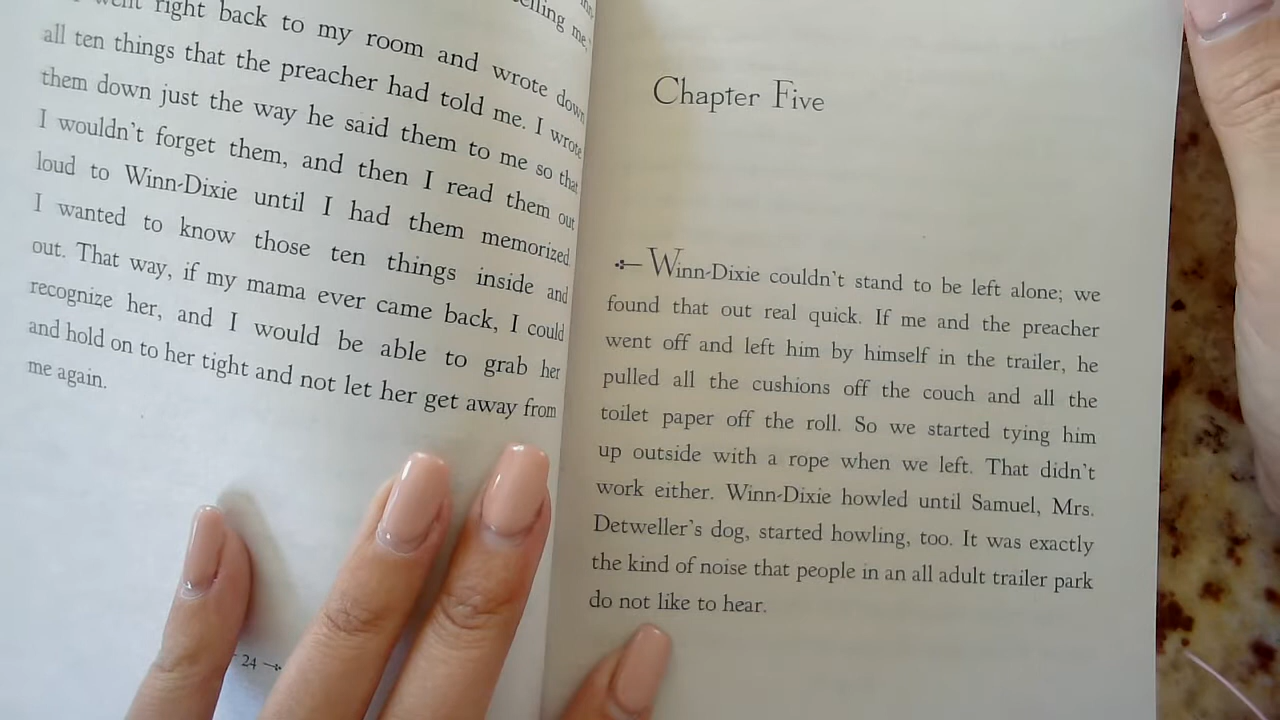 went right back to my room and wrote down
all ten things that the preacher had told me. I wrote
them down just the way he said them to me so that
I wouldn't forget them, and then I read them out
loud to Winn-Dixie until I had them memorized.
I wanted to know those ten things inside and
out. That way, if my mama ever came back, I could
recognize her, and I would be able to grab her
and hold on to her tight and not let her get away from
me again.
24
Chapter Five
Winn-Dixie couldn't stand to be left alone; we
found that out real quick. If me and the preacher
went off and left him by himself in the trailer, he
pulled all the cushions off the couch and all the
toilet paper off the roll. So we started tying him
up outside with a rope when we left. That didn't
work either. Winn-Dixie howled until Samuel, Mrs.
Detweller's dog, started howling, too. It was exactly
the kind of noise that people in an all adult trailer park
do not like to hear.